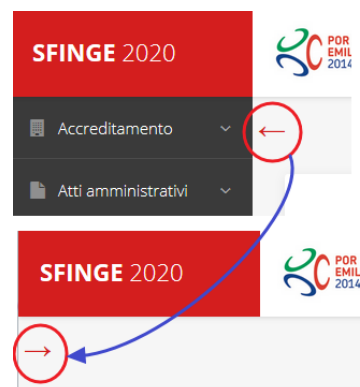 SFINGE 2020
POR
EMIL
2014
Accreditamento
Atti amministrativi
SFINGE 2020
POR
EMIL
2014